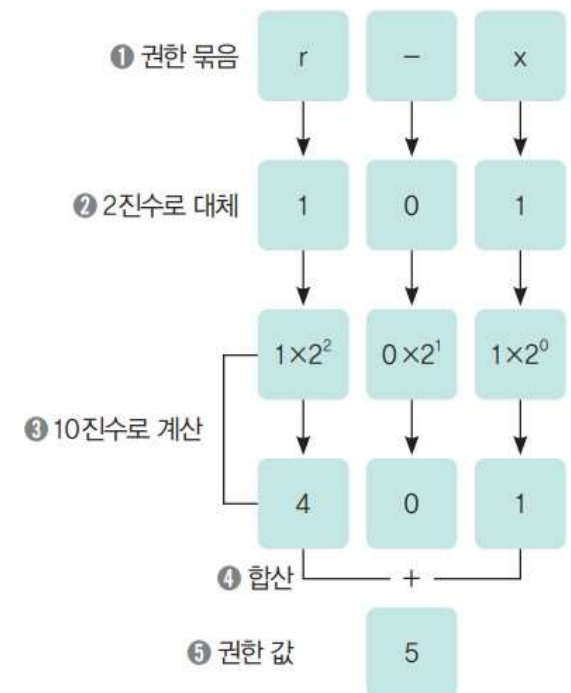 ❶ 권한 묶음 r – x
❷ 2진수로 대체 1 0 1
1×2² 0×2¹ 1×2⁰
❸ 10진수로 계산
4 0 1
❹ 합산 +
❺ 권한 값 5